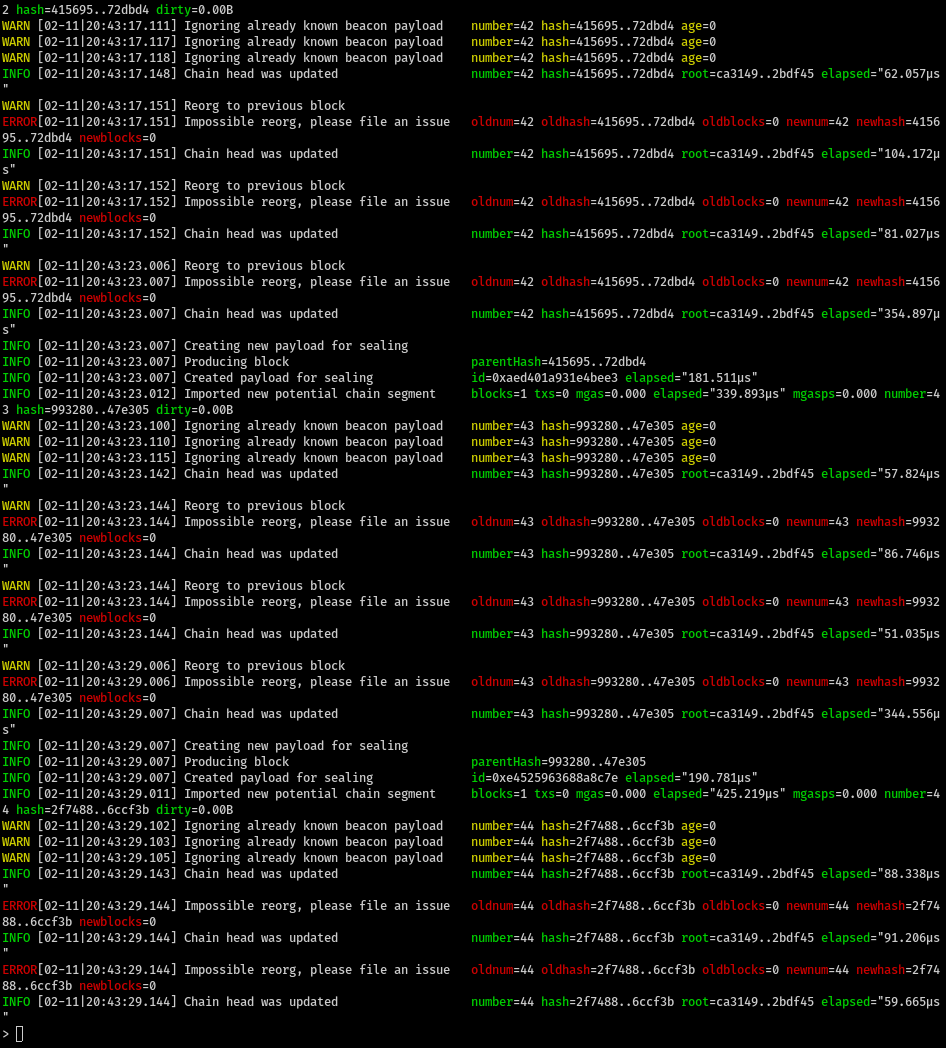 2 hash=415695..72dbd4 dirty=0.00B
WARN [02-11|20:43:17.111] Ignoring already known beacon payload    number=42 hash=415695..72dbd4 age=0
WARN [02-11|20:43:17.117] Ignoring already known beacon payload    number=42 hash=415695..72dbd4 age=0
WARN [02-11|20:43:17.118] Ignoring already known beacon payload    number=42 hash=415695..72dbd4 age=0
INFO [02-11|20:43:17.148] Chain head was updated                   number=42 hash=415695..72dbd4 root=ca3149..2bdf45 elapsed="62.057µs
"
WARN [02-11|20:43:17.151] Reorg to previous block
ERROR[02-11|20:43:17.151] Impossible reorg, please file an issue   oldnum=42 oldhash=415695..72dbd4 oldblocks=0 newnum=42 newhash=4156
95..72dbd4 newblocks=0
INFO [02-11|20:43:17.151] Chain head was updated                   number=42 hash=415695..72dbd4 root=ca3149..2bdf45 elapsed="104.172µ
s"
WARN [02-11|20:43:17.152] Reorg to previous block
ERROR[02-11|20:43:17.152] Impossible reorg, please file an issue   oldnum=42 oldhash=415695..72dbd4 oldblocks=0 newnum=42 newhash=4156
95..72dbd4 newblocks=0
INFO [02-11|20:43:17.152] Chain head was updated                   number=42 hash=415695..72dbd4 root=ca3149..2bdf45 elapsed="81.027µs
"
WARN [02-11|20:43:23.006] Reorg to previous block
ERROR[02-11|20:43:23.007] Impossible reorg, please file an issue   oldnum=42 oldhash=415695..72dbd4 oldblocks=0 newnum=42 newhash=4156
95..72dbd4 newblocks=0
INFO [02-11|20:43:23.007] Chain head was updated                   number=42 hash=415695..72dbd4 root=ca3149..2bdf45 elapsed="354.897µ
s"
INFO [02-11|20:43:23.007] Creating new payload for sealing
INFO [02-11|20:43:23.007] Producing block                          parentHash=415695..72dbd4
INFO [02-11|20:43:23.007] Created payload for sealing              id=0xaed401a931e4bee3 elapsed="181.511µs"
INFO [02-11|20:43:23.012] Imported new potential chain segment     blocks=1 txs=0 mgas=0.000 elapsed="339.893µs" mgasps=0.000 number=4
3 hash=993280..47e305 dirty=0.00B
WARN [02-11|20:43:23.100] Ignoring already known beacon payload    number=43 hash=993280..47e305 age=0
WARN [02-11|20:43:23.110] Ignoring already known beacon payload    number=43 hash=993280..47e305 age=0
WARN [02-11|20:43:23.115] Ignoring already known beacon payload    number=43 hash=993280..47e305 age=0
INFO [02-11|20:43:23.142] Chain head was updated                   number=43 hash=993280..47e305 root=ca3149..2bdf45 elapsed="57.824µs
"
WARN [02-11|20:43:23.144] Reorg to previous block
ERROR[02-11|20:43:23.144] Impossible reorg, please file an issue   oldnum=43 oldhash=993280..47e305 oldblocks=0 newnum=43 newhash=9932
80..47e305 newblocks=0
INFO [02-11|20:43:23.144] Chain head was updated                   number=43 hash=993280..47e305 root=ca3149..2bdf45 elapsed="86.746µs
"
WARN [02-11|20:43:23.144] Reorg to previous block
ERROR[02-11|20:43:23.144] Impossible reorg, please file an issue   oldnum=43 oldhash=993280..47e305 oldblocks=0 newnum=43 newhash=9932
80..47e305 newblocks=0
INFO [02-11|20:43:23.144] Chain head was updated                   number=43 hash=993280..47e305 root=ca3149..2bdf45 elapsed="51.035µs
"
WARN [02-11|20:43:29.006] Reorg to previous block
ERROR[02-11|20:43:29.006] Impossible reorg, please file an issue   oldnum=43 oldhash=993280..47e305 oldblocks=0 newnum=43 newhash=9932
80..47e305 newblocks=0
INFO [02-11|20:43:29.007] Chain head was updated                   number=43 hash=993280..47e305 root=ca3149..2bdf45 elapsed="344.556µ
s"
INFO [02-11|20:43:29.007] Creating new payload for sealing
INFO [02-11|20:43:29.007] Producing block                          parentHash=993280..47e305
INFO [02-11|20:43:29.007] Created payload for sealing              id=0xe4525963688a8c7e elapsed="190.781µs"
INFO [02-11|20:43:29.011] Imported new potential chain segment     blocks=1 txs=0 mgas=0.000 elapsed="425.219µs" mgasps=0.000 number=4
4 hash=2f7488..6ccf3b dirty=0.00B
WARN [02-11|20:43:29.102] Ignoring already known beacon payload    number=44 hash=2f7488..6ccf3b age=0
WARN [02-11|20:43:29.103] Ignoring already known beacon payload    number=44 hash=2f7488..6ccf3b age=0
WARN [02-11|20:43:29.105] Ignoring already known beacon payload    number=44 hash=2f7488..6ccf3b age=0
INFO [02-11|20:43:29.143] Chain head was updated                   number=44 hash=2f7488..6ccf3b root=ca3149..2bdf45 elapsed="88.338µs
"
ERROR[02-11|20:43:29.144] Impossible reorg, please file an issue   oldnum=44 oldhash=2f7488..6ccf3b oldblocks=0 newnum=44 newhash=2f74
88..6ccf3b newblocks=0
INFO [02-11|20:43:29.144] Chain head was updated                   number=44 hash=2f7488..6ccf3b root=ca3149..2bdf45 elapsed="91.206µs
"
ERROR[02-11|20:43:29.144] Impossible reorg, please file an issue   oldnum=44 oldhash=2f7488..6ccf3b oldblocks=0 newnum=44 newhash=2f74
88..6ccf3b newblocks=0
INFO [02-11|20:43:29.144] Chain head was updated                   number=44 hash=2f7488..6ccf3b root=ca3149..2bdf45 elapsed="59.665µs
"
>